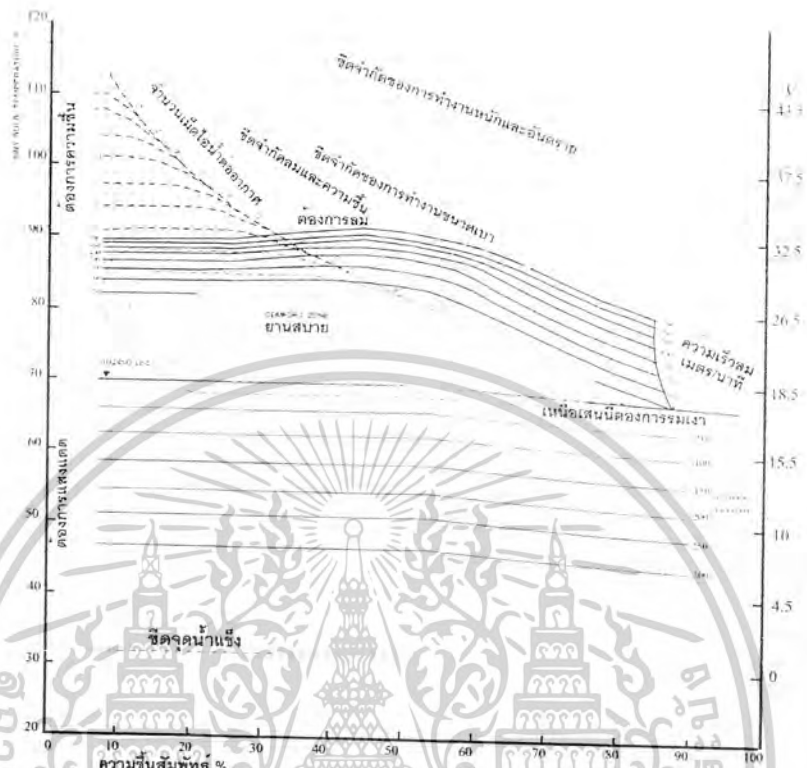 120
110
100
90
80
70
60
50
40
30
20
ต้องการความชื้น
ต้องการแสงแดด
ขีดจำกัดของการทำงานหนักและอันตราย
จำนวนเม็ดไอน้ำต่ออากาศ
ขีดจำกัดลมและความชื้น
ขีดจำกัดของการทำงานขนาดเบา
ต้องการลม
ZONE
ยานสบาย
ความเร็วลม
เมตร/นาที
เหนือเสนนี้ตองการรมเงา
ขีดจุดน้ำแข็ง
37.5
32.5
26.5
18.5
15.5
10
4.5
0
100
150
200
250
300
0 10 20 30 40 50 60 70 80 90 100
ความชื้นสัมพัทธ์ %